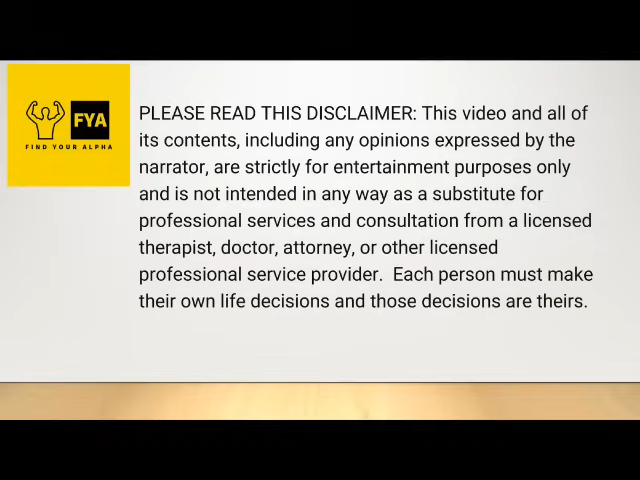 FYA
FIND YOUR ALPHA
PLEASE READ THIS DISCLAIMER: This video and all of
its contents, including any opinions expressed by the
narrator, are strictly for entertainment purposes only
and is not intended in any way as a substitute for
professional services and consultation from a licensed
therapist, doctor, attorney, or other licensed
professional service provider.  Each person must make
their own life decisions and those decisions are theirs.